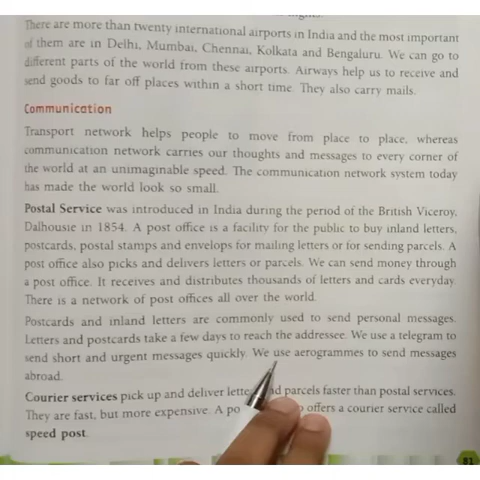 There are more than twenty international airports in India and the most important
of them are in Delhi, Mumbai, Chennai, Kolkata and Bengaluru. We can go to
different parts of the world from these airports. Airways help us to receive and
send goods to far off places within a short time. They also carry mails.
Communication
Transport network helps people to move from place to place, whereas
communication network carries our thoughts and messages to every corner of
the world at an unimaginable speed. The communication network system today
has made the world look so small.
Postal Service was introduced in India during the period of the British Viceroy,
Dalhousie in 1854. A post office is a facility for the public to buy inland letters,
postcards, postal stamps and envelops for mailing letters or for sending parcels. A
post office also picks and delivers letters or parcels. We can send money through
a post office. It receives and distributes thousands of letters and cards everyday.
There is a network of post offices all over the world.
Postcards and inland letters are commonly used to send personal messages.
Letters and postcards take a few days to reach the addressee. We use a telegram to
send short and urgent messages quickly. We use aerogrammes to send messages
abroad.
Courier services pick up and deliver parcels faster than postal services.
They are fast, but more expensive. A offers a courier service called
speed post.
81